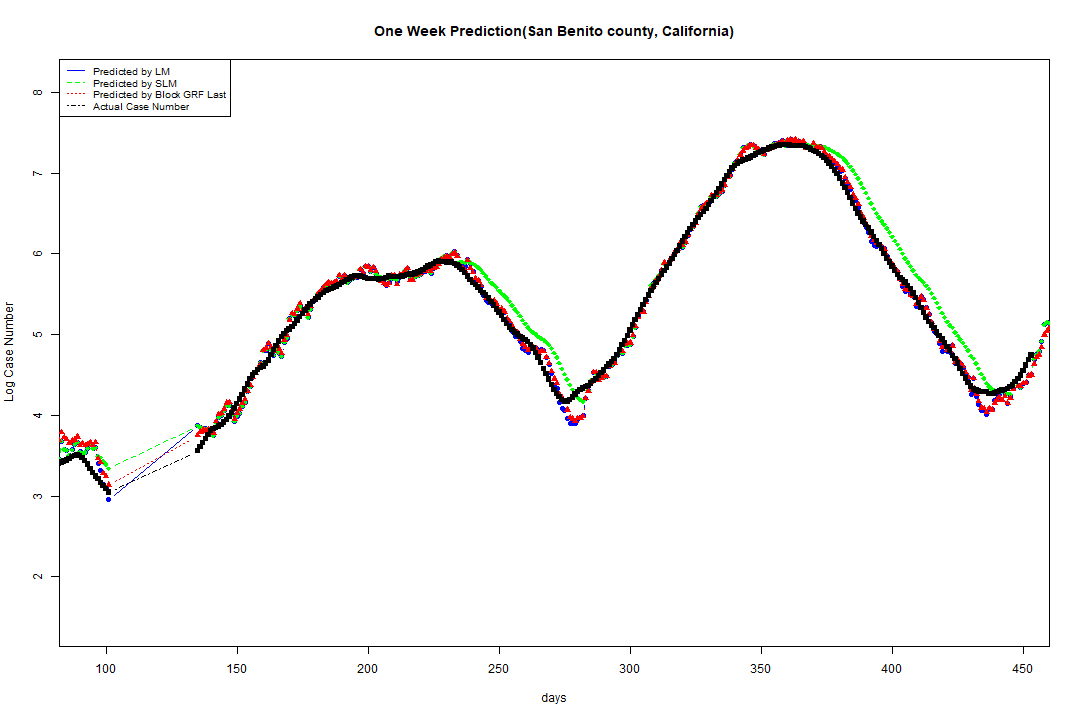 One Week Prediction(San Benito county, California)
Predicted by LM
Predicted by SLM
Predicted by Block GRF Last
Actual Case Number
8
7
6
5
4
3
2
Log Case Number
100 150 200 250 300 350 400 450
days